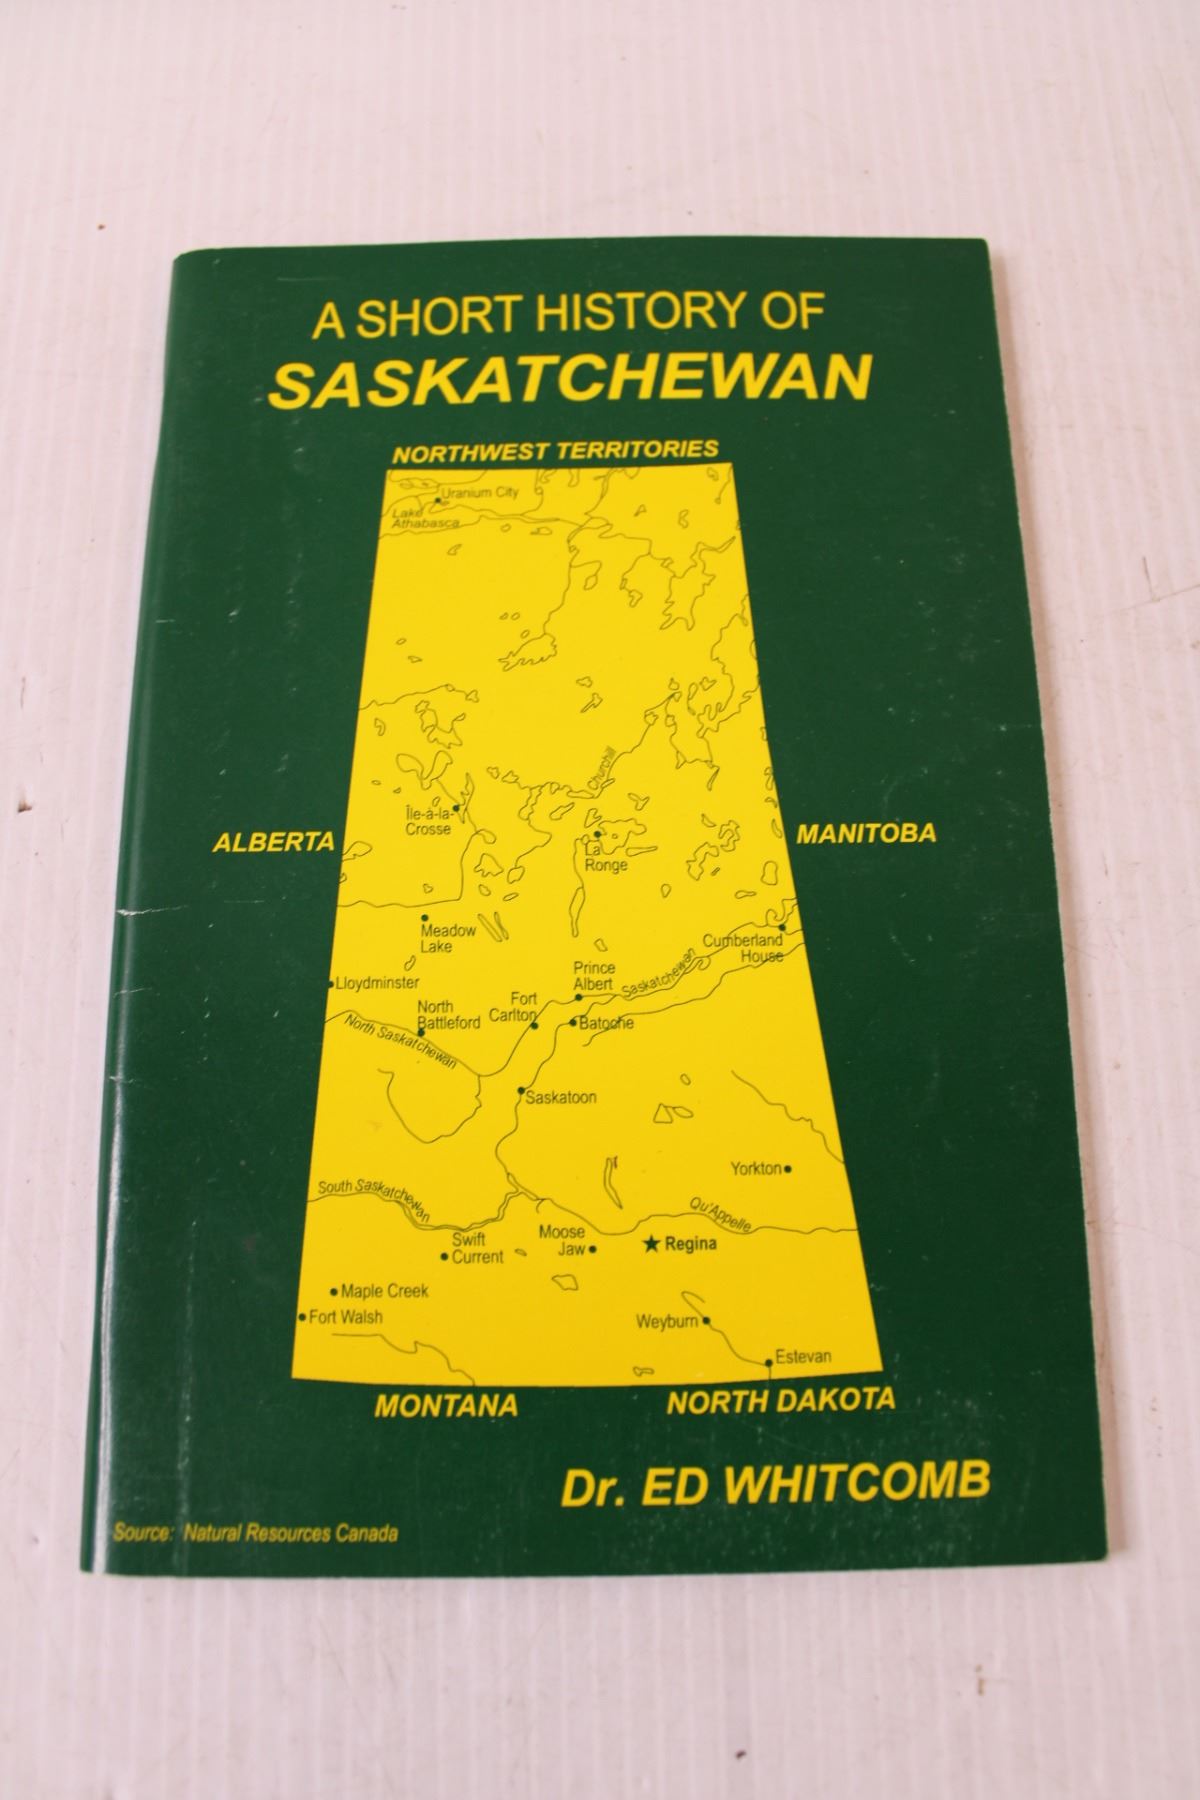 A SHORT HISTORY OF
SASKATCHEWAN
NORTHWEST TERRITORIES
Uranium City
Lake
Athabasca
Churchill
Île-à-la-
Crosse
La
Ronge
ALBERTA
MANITOBA
Meadow
Lake
Cumberland
House
Prince
Albert
Saskatchewan
Lloydminster
North
Battleford
Fort
Carlton
Batoche
North Saskatchewan
Saskatoon
Yorkton
South Saskatchewan
Qu'Appelle
Swift
Current
Moose
Jaw
Regina
Maple Creek
Fort Walsh
Weyburn
Estevan
MONTANA
NORTH DAKOTA
Dr. ED WHITCOMB
Source: Natural Resources Canada